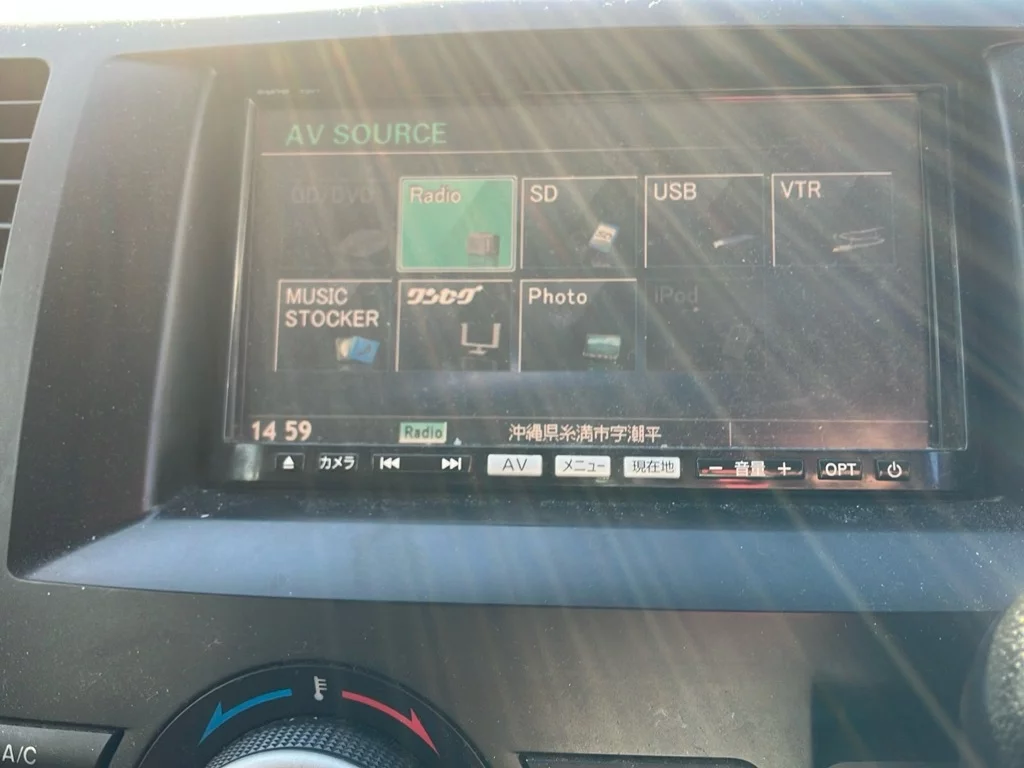 AV SOURCE
CD/DVD
Radio
SD
USB
VTR
MUSIC
STOCKER
ワンセグ
Photo
iPod
14 59
Radio
沖縄県糸満市字潮平
カメラ
AV
メニュー
現在地
− 音量 +
OPT
A/C